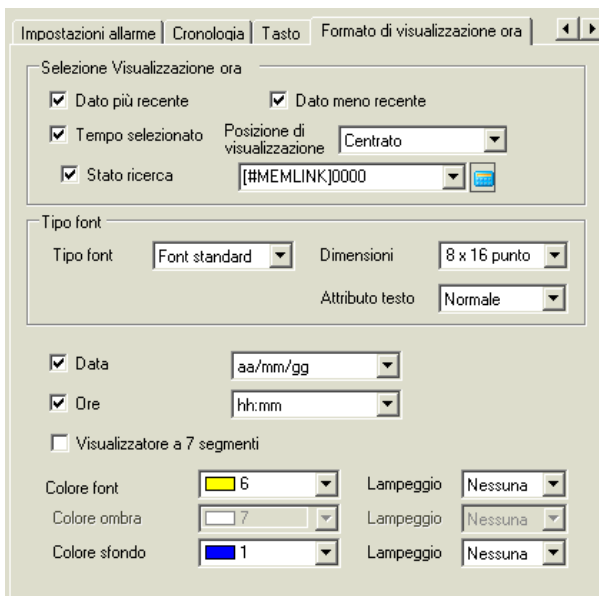 Impostazioni allarme Cronologia Tasto Formato di visualizzazione ora
Selezione Visualizzazione ora
Dato più recente Dato meno recente
Tempo selezionato Posizione di visualizzazione Centrato
Stato ricerca [#MEMLINK]0000
Tipo font
Tipo font Font standard Dimensioni 8 x 16 punto
Attributo testo Normale
Data aa/mm/gg
Ore hh:mm
Visualizzatore a 7 segmenti
Colore font 6 Lampeggio Nessuna
Colore ombra 7 Lampeggio Nessuna
Colore sfondo 1 Lampeggio Nessuna